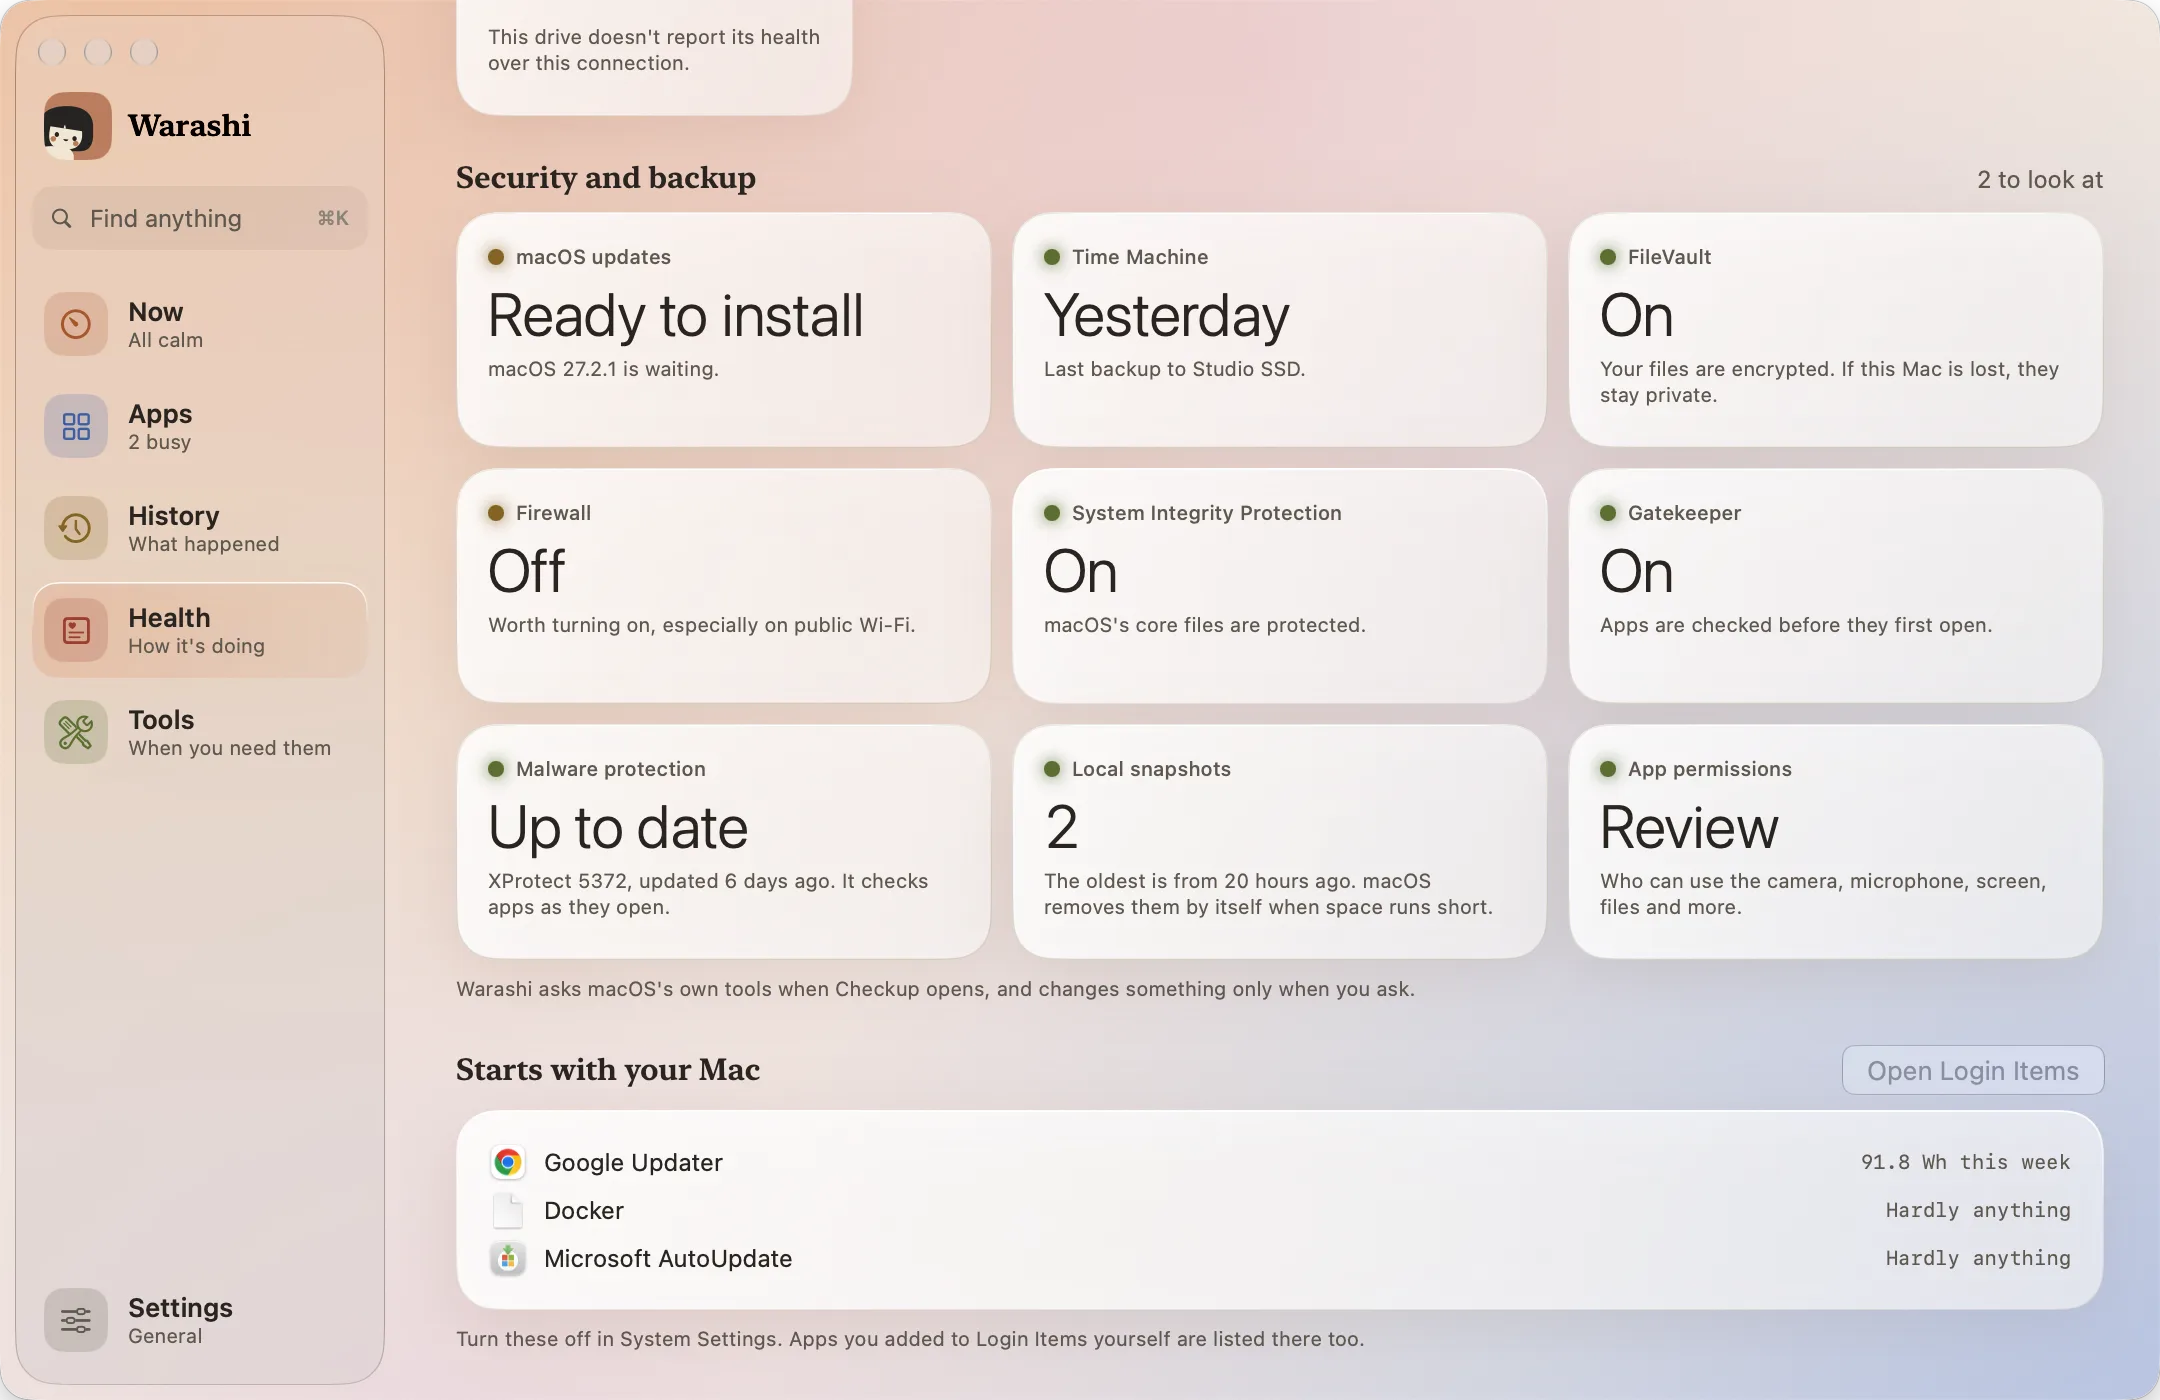 Warashi
Find anything ⌘K
Now
All calm
Apps
2 busy
History
What happened
Health
How it's doing
Tools
When you need them
Settings
General
This drive doesn't report its health
over this connection.
Security and backup
2 to look at
macOS updates
Ready to install
macOS 27.2.1 is waiting.
Time Machine
Yesterday
Last backup to Studio SSD.
FileVault
On
Your files are encrypted. If this Mac is lost, they
stay private.
Firewall
Off
Worth turning on, especially on public Wi-Fi.
System Integrity Protection
On
macOS's core files are protected.
Gatekeeper
On
Apps are checked before they first open.
Malware protection
Up to date
XProtect 5372, updated 6 days ago. It checks
apps as they open.
Local snapshots
2
The oldest is from 20 hours ago. macOS
removes them by itself when space runs short.
App permissions
Review
Who can use the camera, microphone, screen,
files and more.
Warashi asks macOS's own tools when Checkup opens, and changes something only when you ask.
Starts with your Mac
Open Login Items
Google Updater 91.8 Wh this week
Docker Hardly anything
Microsoft AutoUpdate Hardly anything
Turn these off in System Settings. Apps you added to Login Items yourself are listed there too.